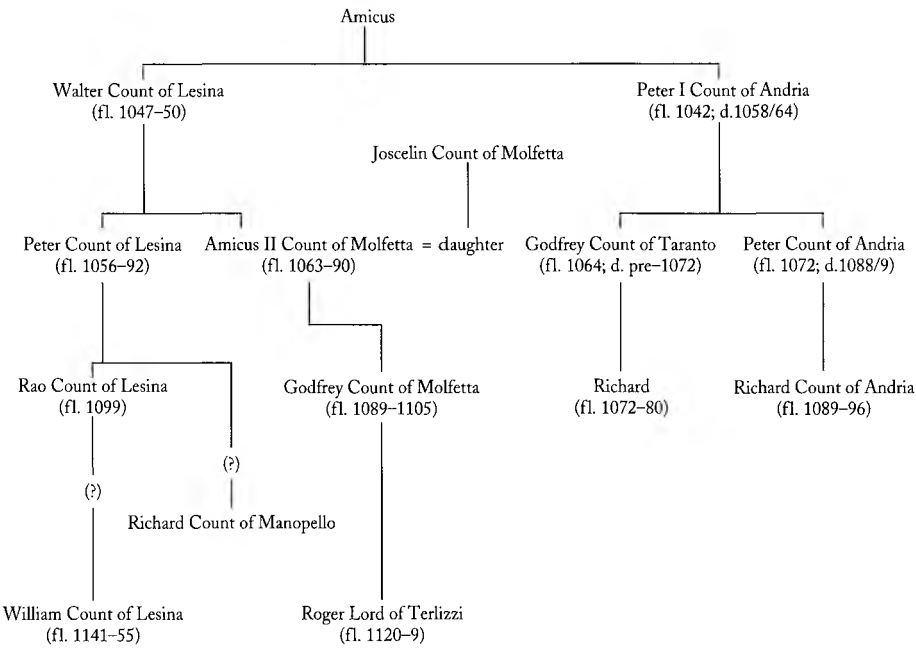 Amicus
Walter Count of Lesina
(fl. 1047–50)
Peter I Count of Andria
(fl. 1042; d.1058/64)
Joscelin Count of Molfetta
Peter Count of Lesina
(fl. 1056–92)
Amicus II Count of Molfetta = daughter
(fl. 1063–90)
Godfrey Count of Taranto
(fl. 1064; d. pre–1072)
Peter Count of Andria
(fl. 1072; d.1088/9)
Rao Count of Lesina
(fl. 1099)
Godfrey Count of Molfetta
(fl. 1089–1105)
Richard
(fl. 1072–80)
Richard Count of Andria
(fl. 1089–96)
(?)
(?)
Richard Count of Manopello
William Count of Lesina
(fl. 1141–55)
Roger Lord of Terlizzi
(fl. 1120–9)